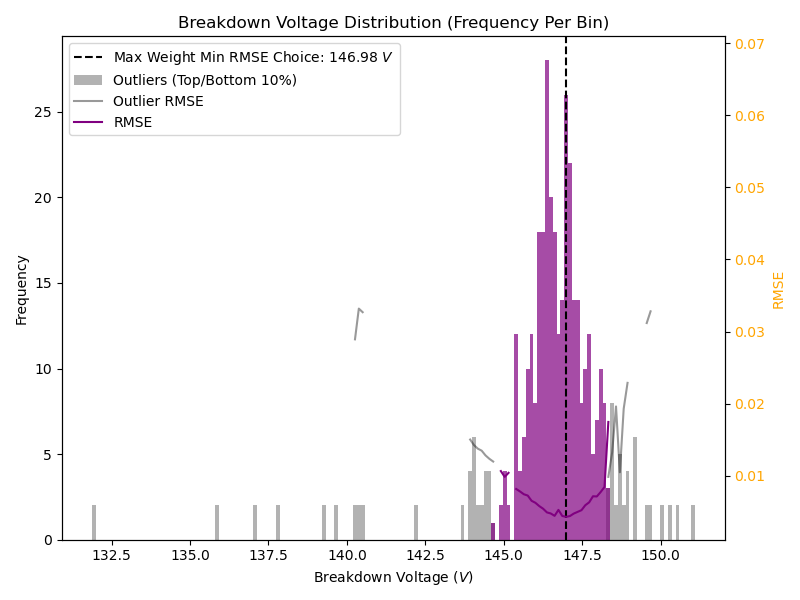 Breakdown Voltage Distribution (Frequency Per Bin)
Max Weight Min RMSE Choice: 146.98 V
Outliers (Top/Bottom 10%)
Outlier RMSE
RMSE
Frequency
25
20
15
10
5
0
0.07
0.06
0.05
0.04
0.03
0.02
0.01
RMSE
132.5 135.0 137.5 140.0 142.5 145.0 147.5 150.0
Breakdown Voltage (V)